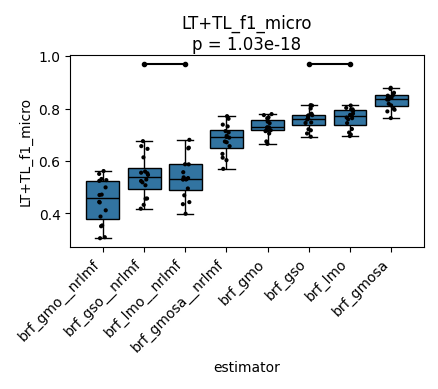 LT+TL_f1_micro
p = 1.03e-18
LT+TL_f1_micro
1.0
0.8
0.6
0.4
brf_gmo__nrlmf
brf_gso__nrlmf
brf_lmo__nrlmf
brf_gmosa__nrlmf
brf_gmo
brf_gso
brf_lmo
brf_gmosa
estimator